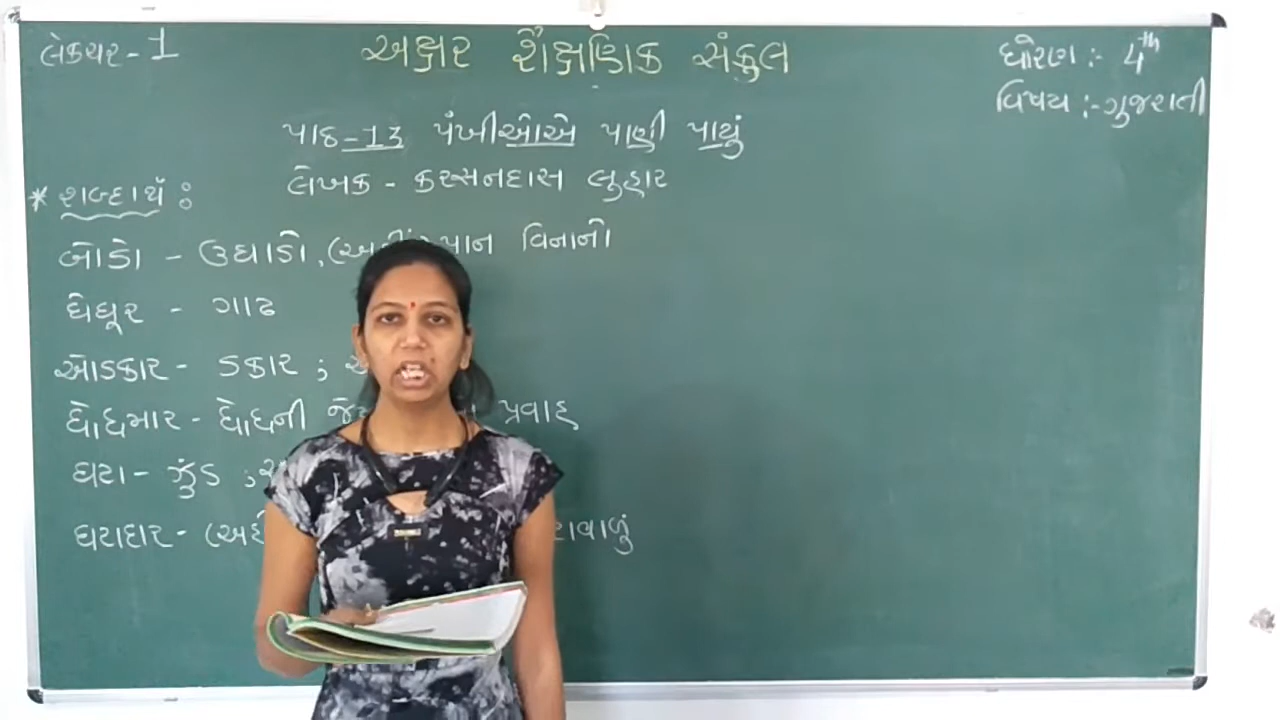 લેકચર - 1
અક્ષર શૈક્ષણિક સંકુલ
ધોરણ :- 4th
વિષય :- ગુજરાતી
પાઠ-13 પંખીઓએ પાણી પાયું
લેખક - કરસનદાસ લુહાર
* શબ્દાર્થ :
બોડો - ઉઘાડો, વિનાનો
ઘેઘૂર - ગાઢ
ઓડકાર - ડકાર ;
ધોધમાર - ધોધની પ્રવાહ
ઘટા - ઝુંડ ;
ઘટાદાર -